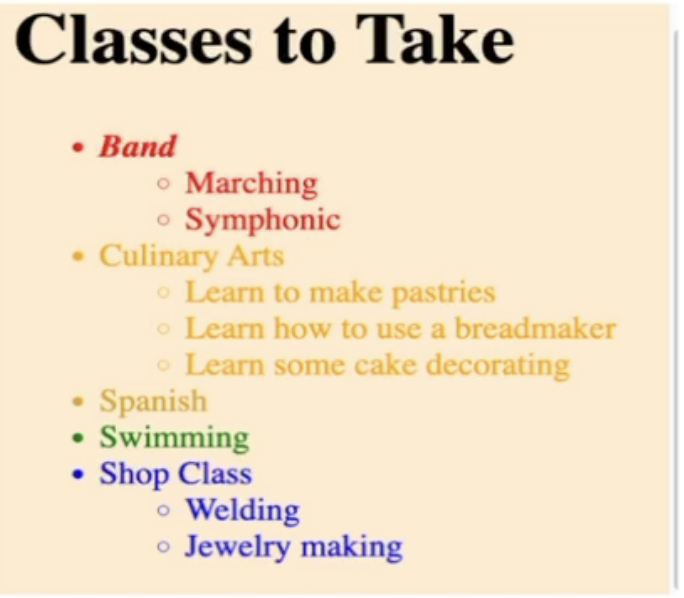 Classes to Take
Band
Marching
Symphonic
Culinary Arts
Learn to make pastries
Learn how to use a breadmaker
Learn some cake decorating
Spanish
Swimming
Shop Class
Welding
Jewelry making